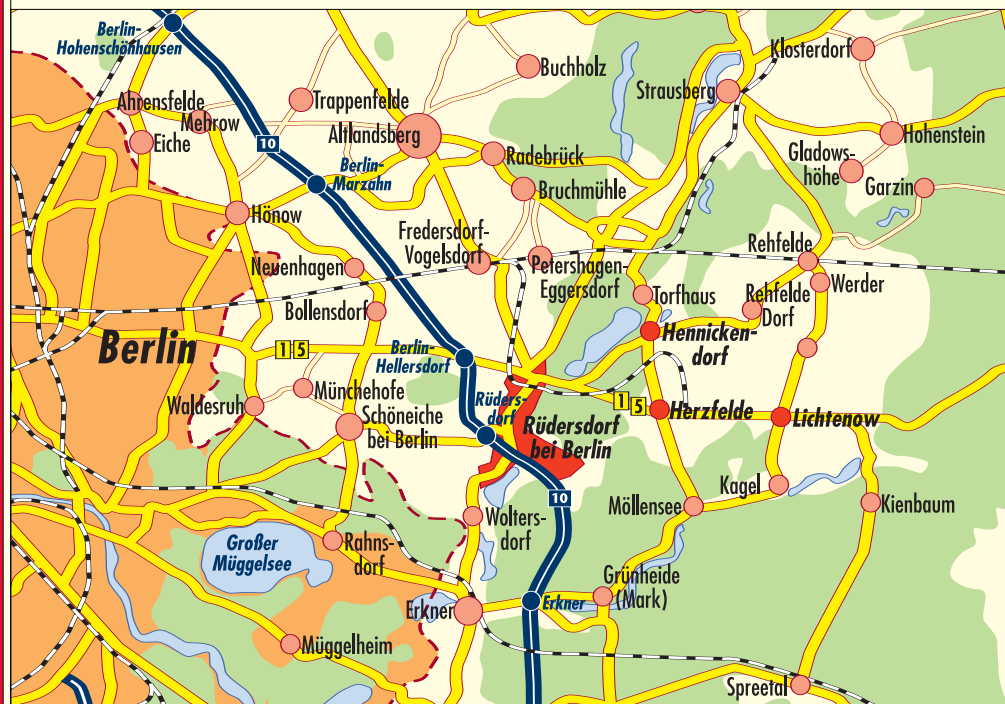 Berlin-
Hohenschönhausen
Klosterdorf
Buchholz
Strausberg
Ahrensfelde
Trappenfelde
Mehrow
Altlandsberg
Hohenstein
Eiche
10
Radebrück
Gladows-
höhe
Berlin-
Marzahn
Bruchmühle
Garzin
Hönow
Fredersdorf-
Vogelsdorf
Rehfelde
Neuenhagen
Petershagen-
Eggersdorf
Werder
Torfhaus
Rehfelde
Dorf
Bollensdorf
Hennicken-
dorf
Berlin
1 5
Berlin-
Hellersdorf
Münchehofe
Waldesruh
Rüders-
dorf
1 5
Herzfelde
Lichtenow
Schöneiche
bei Berlin
Rüdersdorf
bei Berlin
Kagel
10
Möllensee
Kienbaum
Wolters-
dorf
Großer
Müggelsee
Rahns-
dorf
Grünheide
(Mark)
Erkner
Erkner
Müggelheim
Spreetal